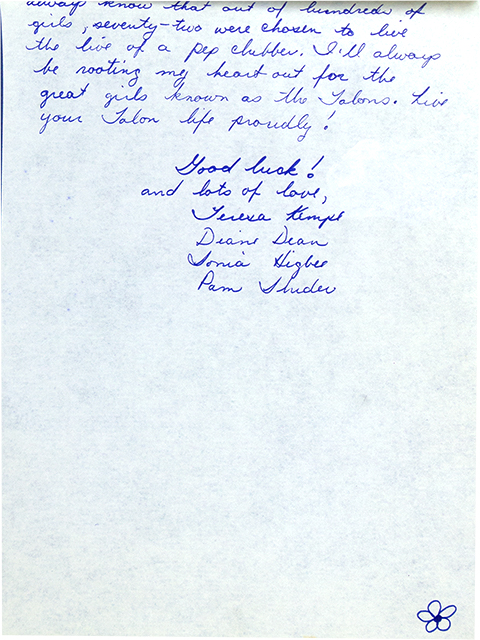 always know that out of hundreds of
girls, seventy-two were chosen to live
the live of a pep clubber. I'll always
be rooting my heart out for the
great girls known as the Talons. Live
your Talon life proudly!
Good luck!
and lots of love,
Teresa Kempe
Diane Dean
Sonia Higbee
Pam Studer